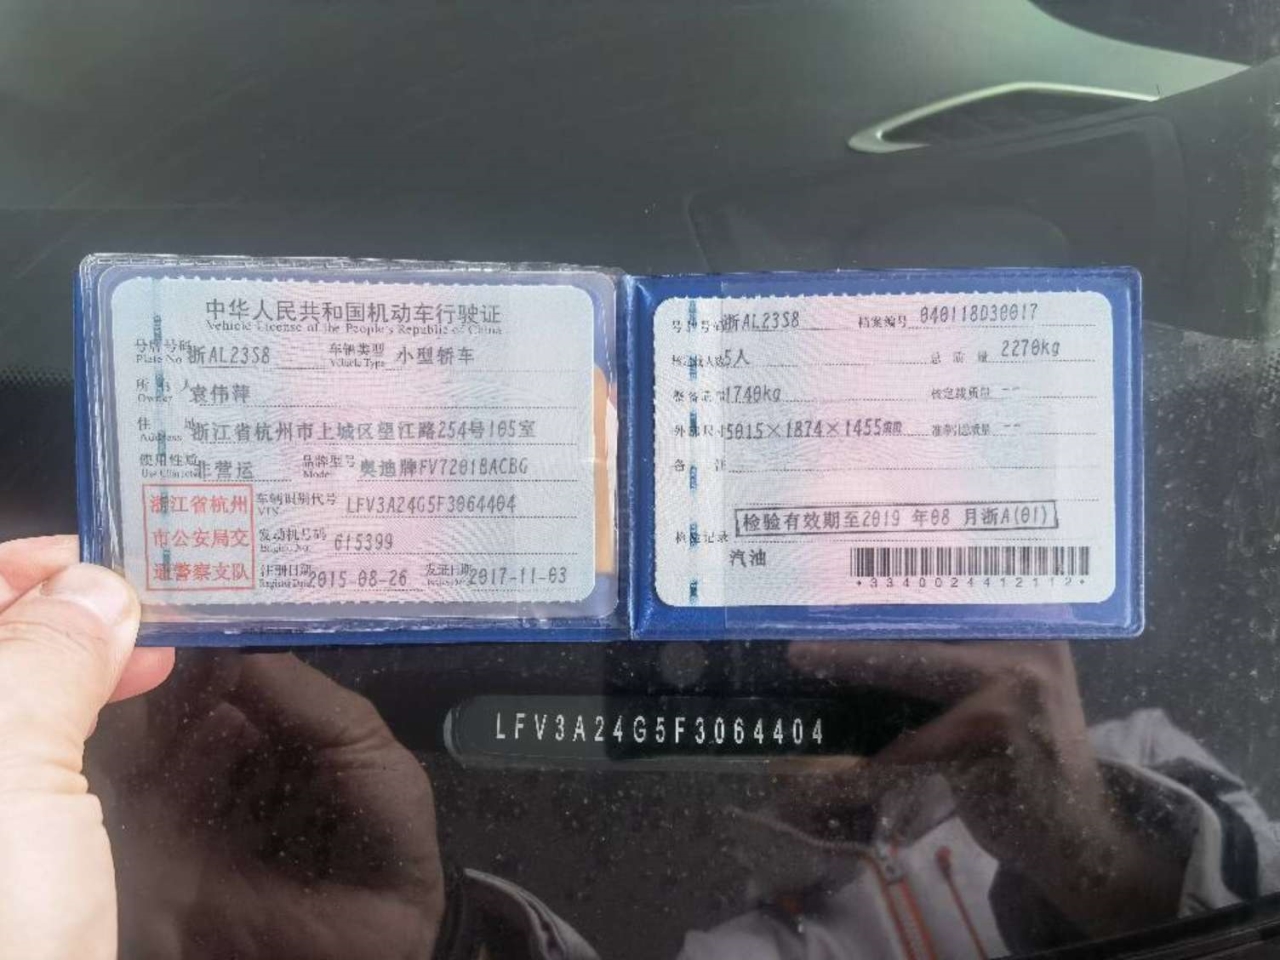 中华人民共和国机动车行驶证
Vehicle License of the People's Republic of China
号牌号码 浙AL23S8 车辆类型 小型轿车
Plate No. Vehicle Type
所有人 袁伟萍
Owner
住址 浙江省杭州市上城区望江路254号105室
Address
使用性质 非营运 品牌型号 奥迪牌FV7201BACBG
Use Character Model
浙江省杭州
市公安局交
通警察支队
车辆识别代号 LFV3A24G5F3064404
VIN
发动机号码 615399
Engine No.
注册日期 2015-08-26 发证日期 2017-11-03
Register Date Issue Date
号牌号码 浙AL23S8 档案编号 040118030017
核定载人数 5人 总质量 2270kg
整备质量 1740kg 核定载质量 --
外廓尺寸 5015×1874×1455mm 准牵引总质量 --
备注
检验有效期至2019 年08 月浙A(01)
检验记录
汽油
*3340024412112*
LFV3A24G5F3064404